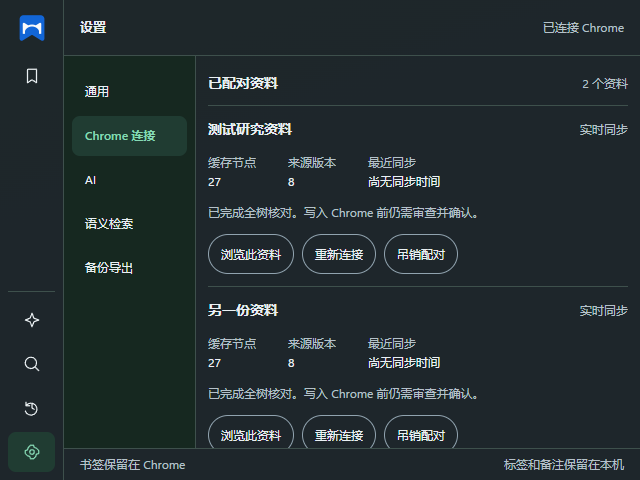 设置
已连接 Chrome
通用
Chrome 连接
AI
语义检索
备份导出
已配对资料
2 个资料
测试研究资料
实时同步
缓存节点 来源版本 最近同步
27 8 尚无同步时间
已完成全树核对。写入 Chrome 前仍需审查并确认。
浏览此资料 重新连接 吊销配对
另一份资料
实时同步
缓存节点 来源版本 最近同步
27 8 尚无同步时间
已完成全树核对。写入 Chrome 前仍需审查并确认。
浏览此资料 重新连接 吊销配对
书签保留在 Chrome
标签和备注保留在本机